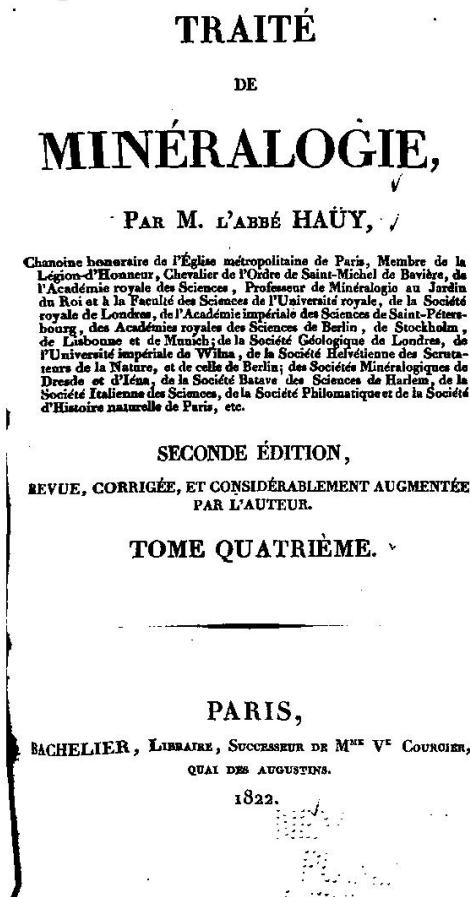 TRAITÉ
DE
MINÉRALOGIE,
PAR M. L'ABBÉ HAÜY,
Chanoine honoraire de l'Église métropolitaine de Paris, Membre de la
Légion-d'Honneur, Chevalier de l'Ordre de Saint-Michel de Bavière, de
l'Académie royale des Sciences, Professeur de Minéralogie au Jardin
du Roi et à la Faculté des Sciences de l'Université royale, de la Société
royale de Londres, de l'Académie impériale des Sciences de Saint-Péters-
bourg, des Académies royales des Sciences de Berlin, de Stockholm,
de Lisbonne et de Munich; de la Société Géologique de Londres, de
l'Université impériale de Wilna, de la Société Helvétienne des Scruta-
teurs de la Nature, et de celle de Berlin; des Sociétés Minéralogiques de
Dresde et d'Iéna, de la Société Batave des Sciences de Harlem, de la
Société Italienne des Sciences, de la Société Philomatique et de la Société
d'Histoire naturelle de Paris, etc.
SECONDE ÉDITION,
REVUE, CORRIGÉE, ET CONSIDÉRABLEMENT AUGMENTÉE
PAR L'AUTEUR.
TOME QUATRIÈME.
PARIS,
BACHELIER, LIBRAIRE, SUCCESSEUR DE MME VE COURCIER,
QUAI DES AUGUSTINS.
1822.